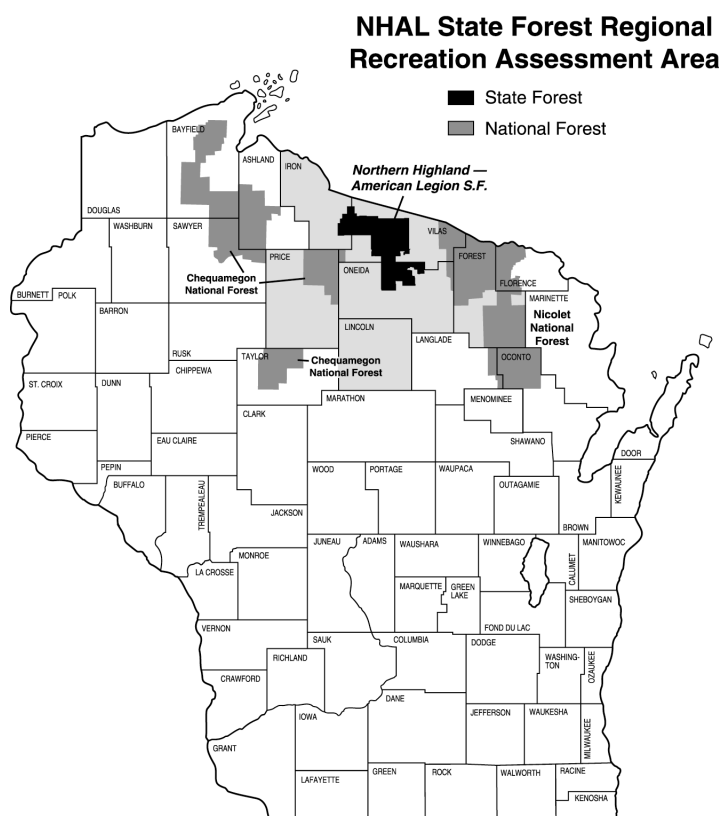 NHAL State Forest Regional
Recreation Assessment Area
State Forest
National Forest
BAYFIELD
ASHLAND
IRON
Northern Highland —
American Legion S.F.
DOUGLAS
WASHBURN
SAWYER
VILAS
PRICE
FOREST
ONEIDA
Chequamegon
National Forest
FLORENCE
BURNETT
POLK
MARINETTE
BARRON
Nicolet
National
Forest
LINCOLN
LANGLADE
RUSK
TAYLOR
Chequamegon
National Forest
OCONTO
CHIPPEWA
ST. CROIX
DUNN
MARATHON
MENOMINEE
CLARK
PIERCE
EAU CLAIRE
SHAWANO
DOOR
PEPIN
WOOD
PORTAGE
WAUPACA
KEWAUNEE
BUFFALO
TREMPEALEAU
OUTAGAMIE
JACKSON
BROWN
JUNEAU
ADAMS
WAUSHARA
WINNEBAGO
MANITOWOC
MONROE
CALUMET
LA CROSSE
MARQUETTE
GREEN
LAKE
SHEBOYGAN
VERNON
FOND DU LAC
SAUK
COLUMBIA
DODGE
RICHLAND
WASHING-
TON
OZAUKEE
CRAWFORD
DANE
IOWA
JEFFERSON
WAUKESHA
MILWAUKEE
GRANT
LAFAYETTE
GREEN
ROCK
WALWORTH
RACINE
KENOSHA